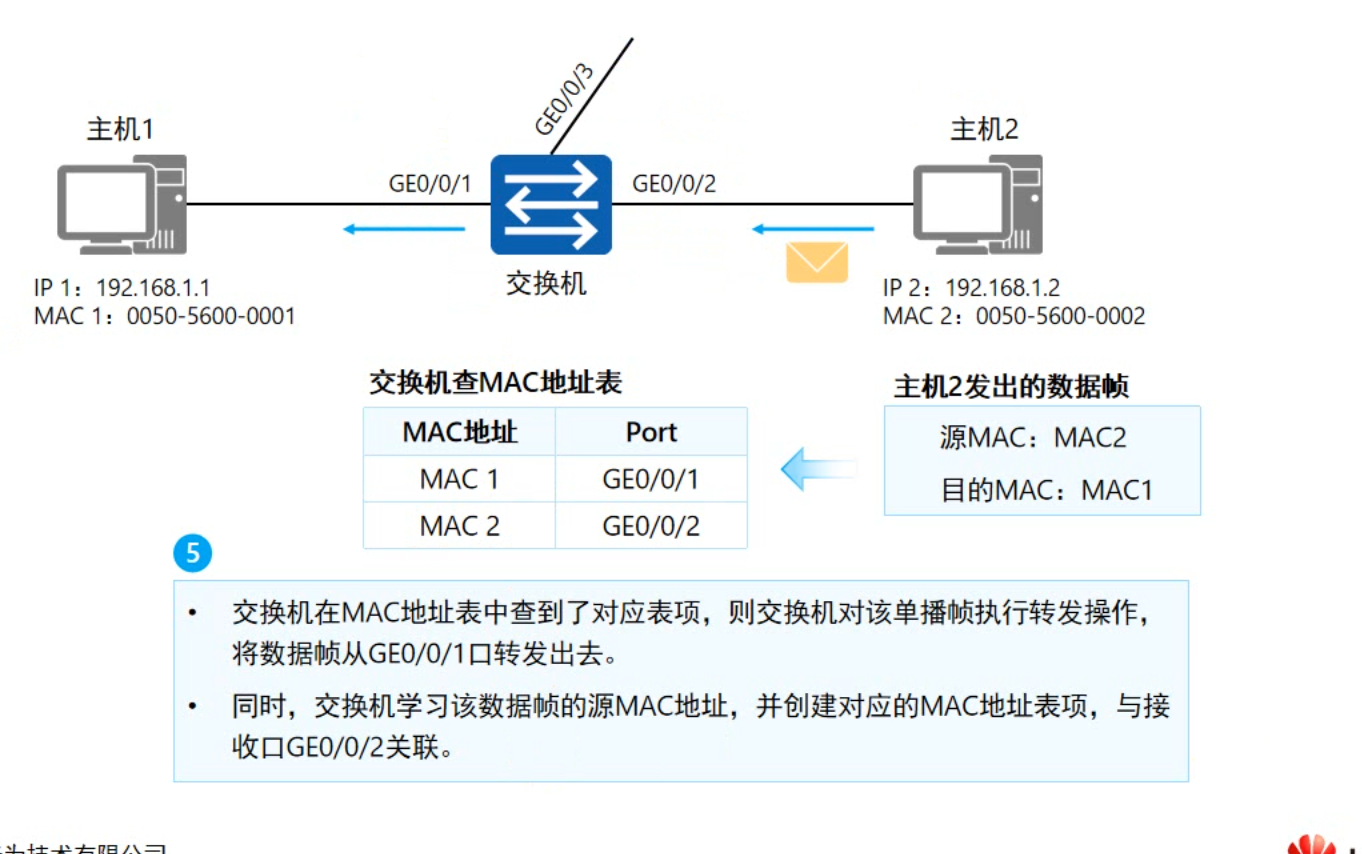 GE0/0/3
主机1
主机2
GE0/0/1
GE0/0/2
交换机
IP 1：192.168.1.1
MAC 1：0050-5600-0001
IP 2：192.168.1.2
MAC 2：0050-5600-0002
交换机查MAC地址表
MAC地址 Port
MAC 1 GE0/0/1
MAC 2 GE0/0/2
主机2发出的数据帧
源MAC：MAC2
目的MAC：MAC1
5
• 交换机在MAC地址表中查到了对应表项，则交换机对该单播帧执行转发操作，
将数据帧从GE0/0/1口转发出去。
• 同时，交换机学习该数据帧的源MAC地址，并创建对应的MAC地址表项，与接
收口GE0/0/2关联。
为技术有限公司